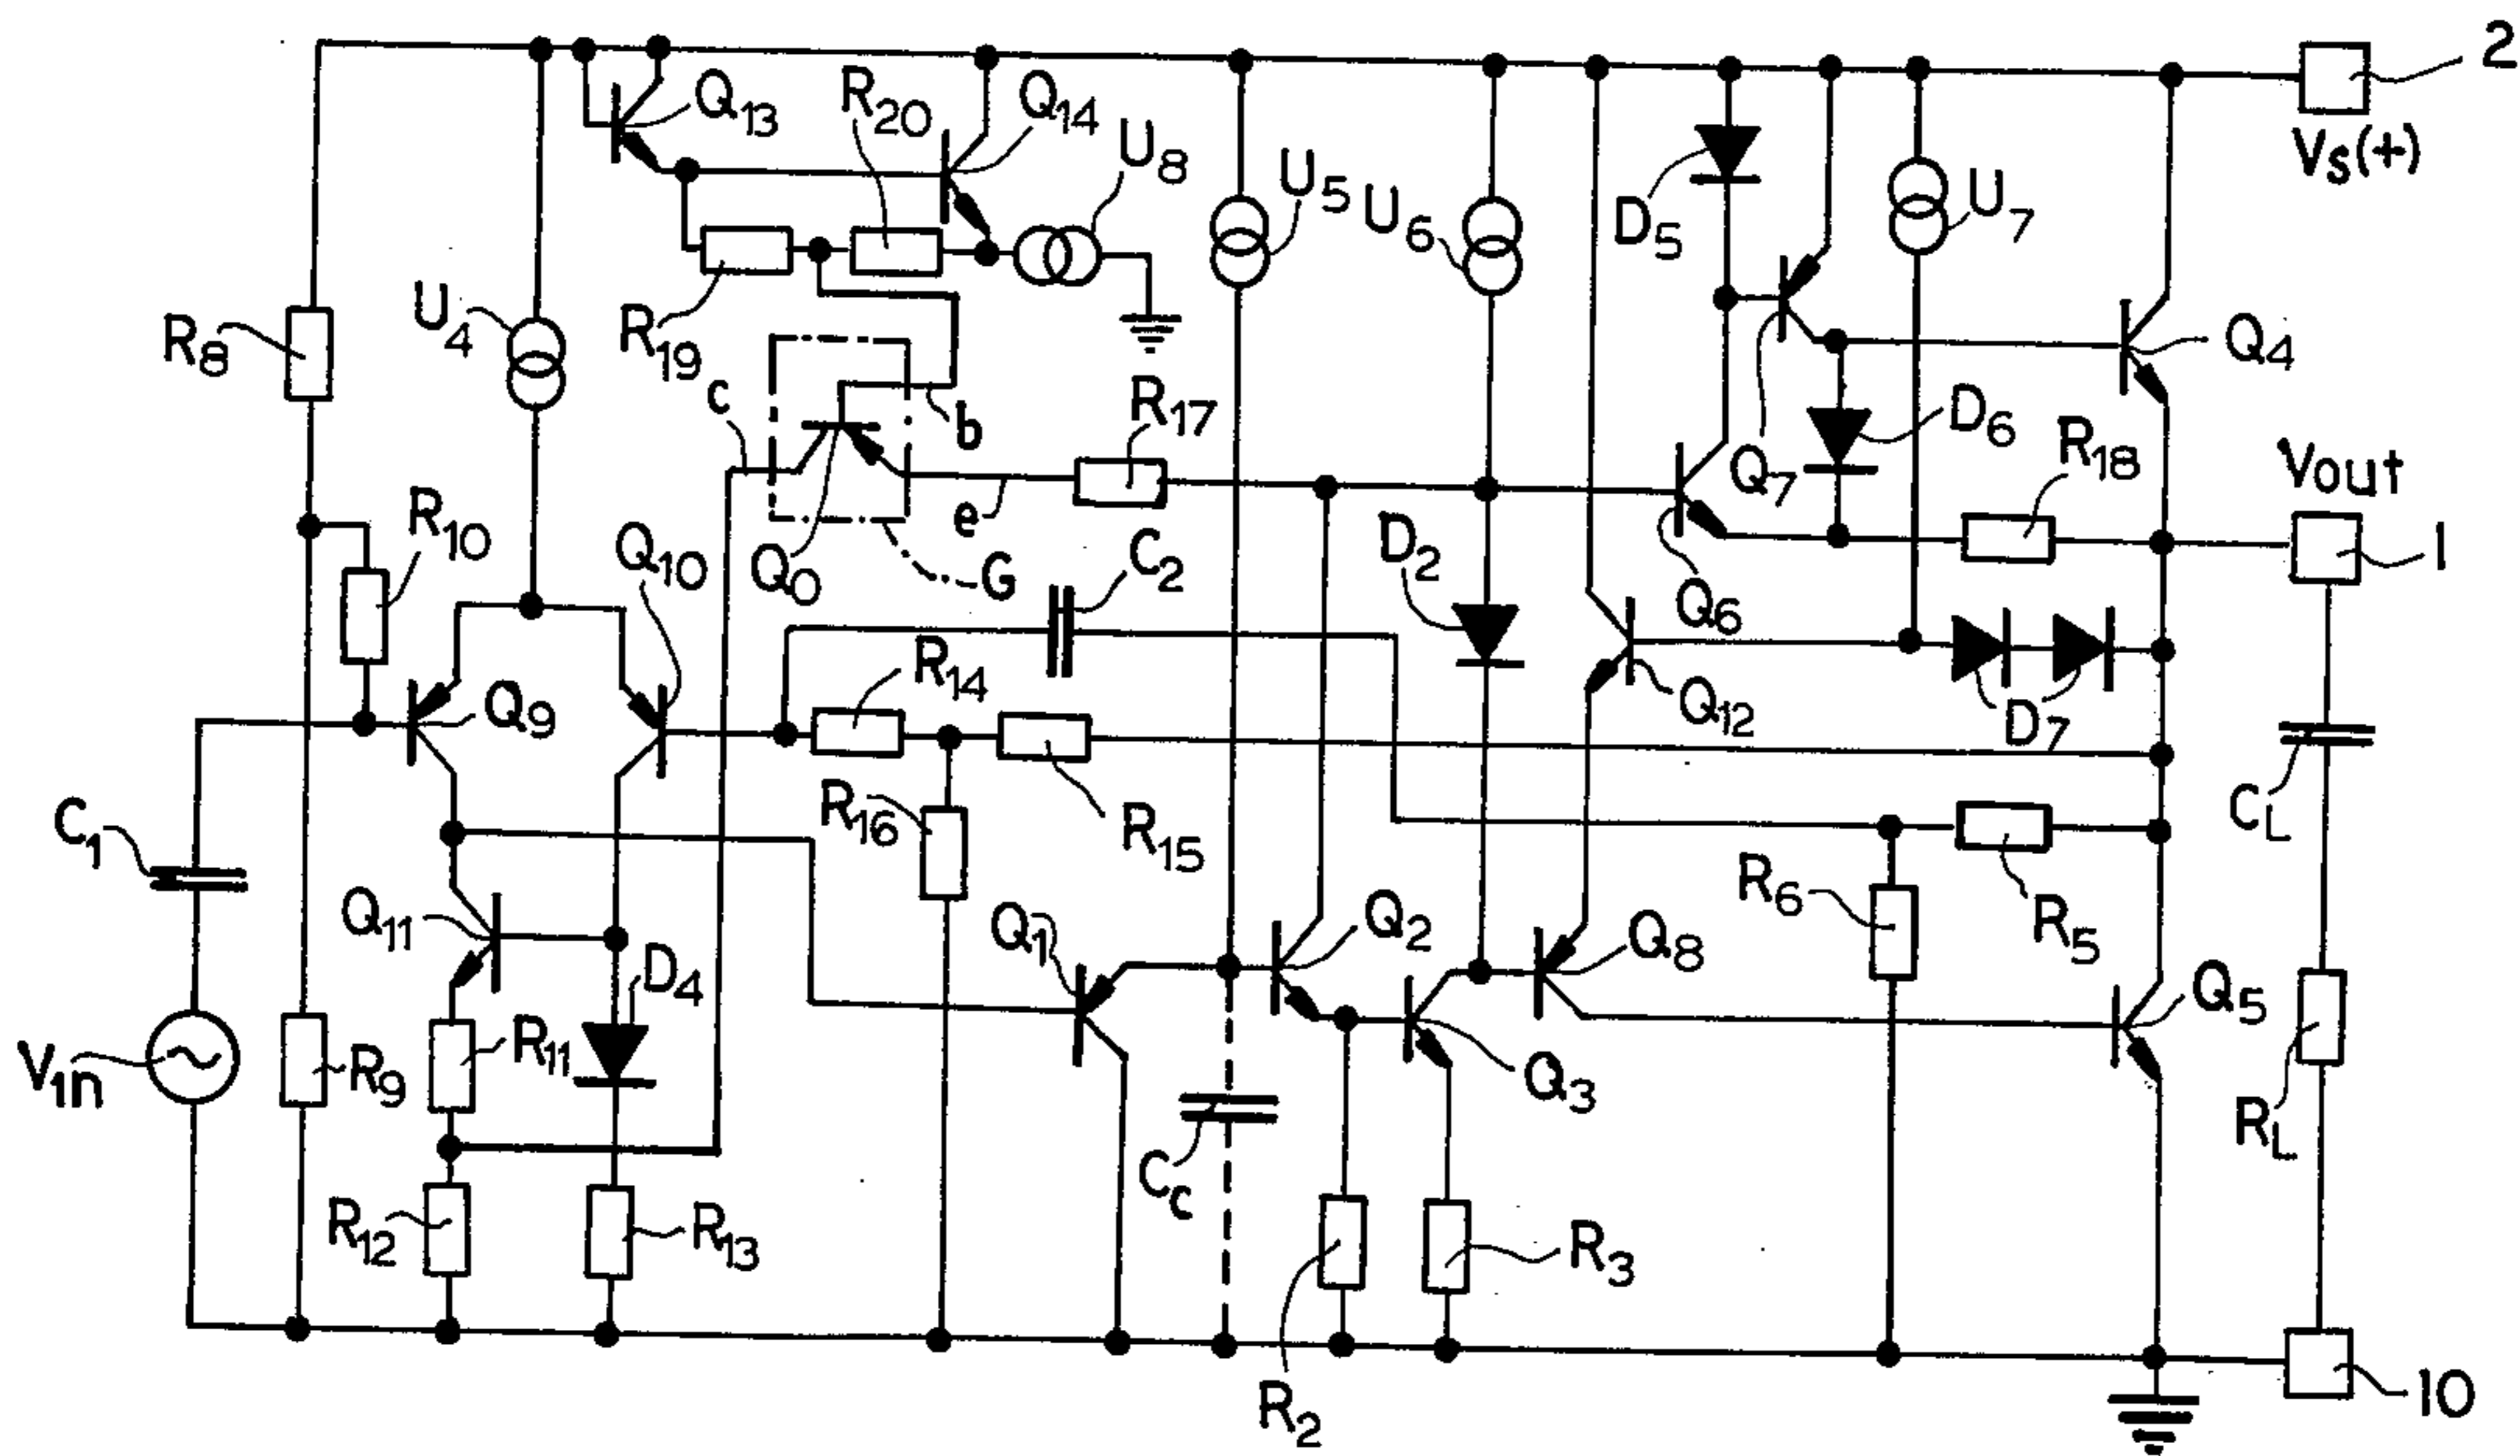 2
Q13
R20
Q14
U8
Vs(+)
U5
U6
D5
U7
R8
U4
R19
c
b
R17
Q7
D6
R18
Q4
Vout
R10
Q10
Q0
e
G
C2
D2
Q6
1
Q9
R14
Q12
D7
C1
R16
R15
CL
Q11
D4
Q1
Q2
Q8
R6
R5
Q5
V1n
R9
R11
Cc
Q3
RL
R12
R13
R3
R2
10